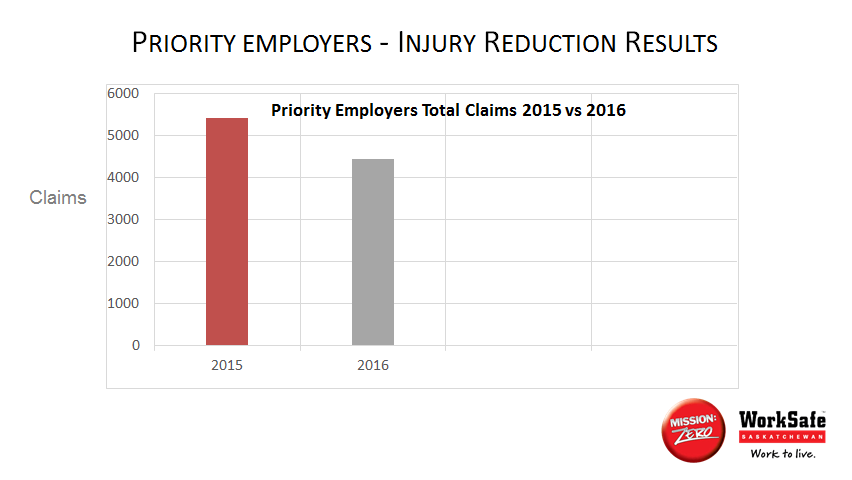 PRIORITY EMPLOYERS - INJURY REDUCTION RESULTS
Priority Employers Total Claims 2015 vs 2016
6000
5000
4000
3000
2000
1000
0
Claims
2015
2016
MISSION:
ZERO
WorkSafe
SASKATCHEWAN
Work to live.